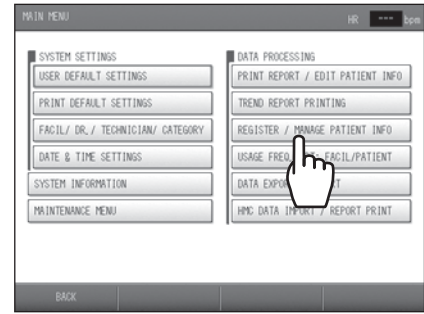 MAIN MENU
HR --- bpm
SYSTEM SETTINGS
USER DEFAULT SETTINGS
PRINT DEFAULT SETTINGS
FACIL/ DR./ TECHNICIAN/ CATEGORY
DATE & TIME SETTINGS
SYSTEM INFORMATION
MAINTENANCE MENU
DATA PROCESSING
PRINT REPORT / EDIT PATIENT INFO
TREND REPORT PRINTING
REGISTER / MANAGE PATIENT INFO
USAGE FREQ. FACIL/PATIENT
DATA
HMC DATA IMPORT / REPORT PRINT
BACK